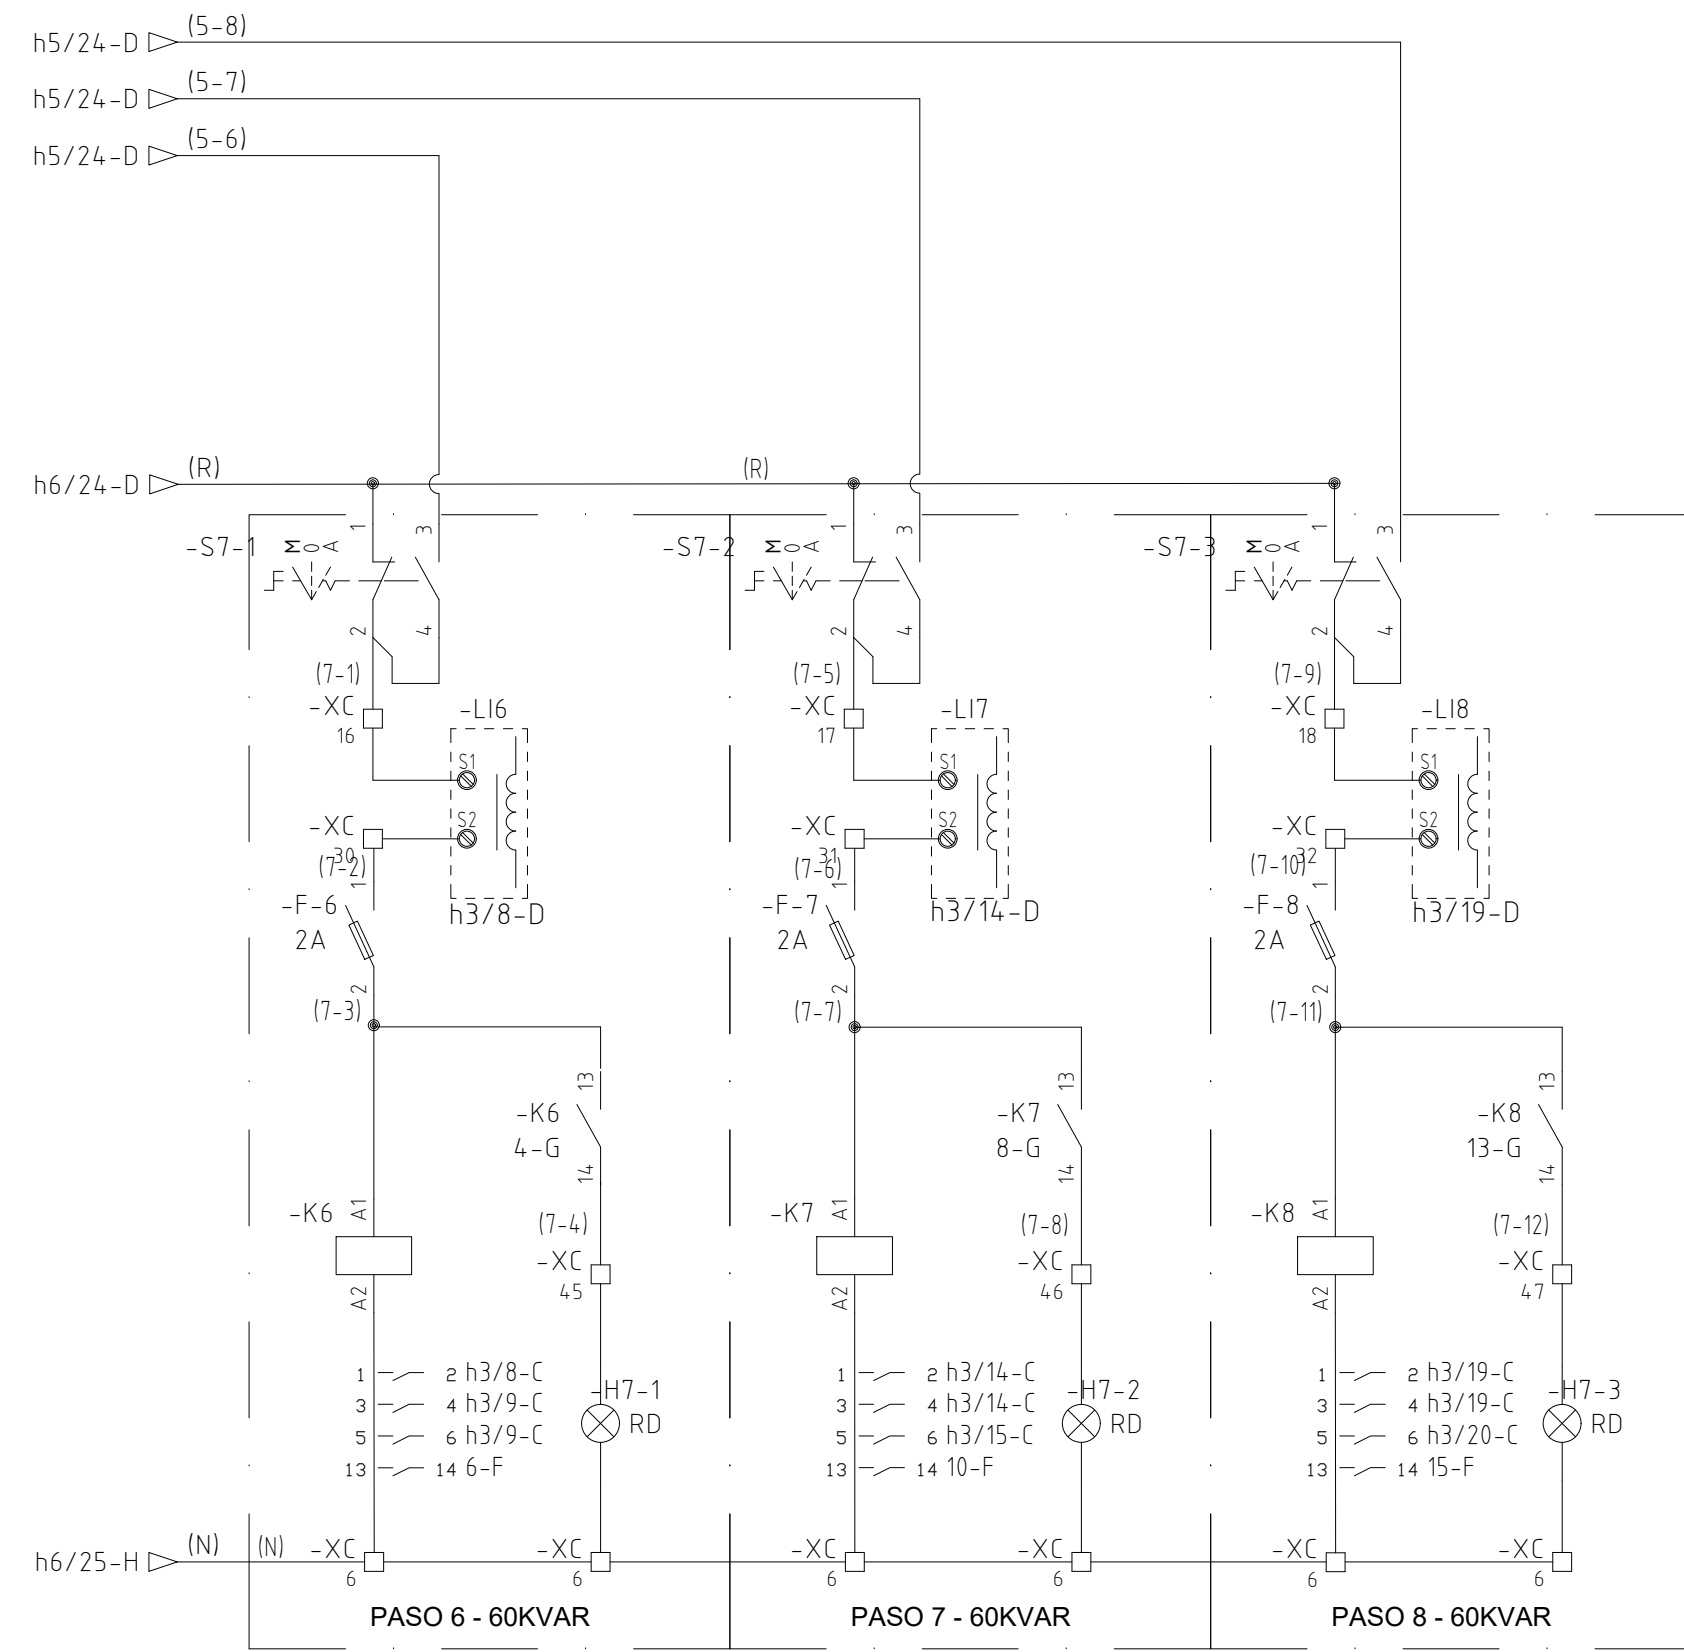 h5/24-D (5-8)
h5/24-D (5-7)
h5/24-D (5-6)
h6/24-D (R) (R)
1 3 1 3 1 3
-S7-1 M 0 A -S7-2 M 0 A -S7-3 M 0 A
2 4 2 4 2 4
(7-1) (7-5) (7-9)
-XC -LI6 -XC -LI7 -XC -LI8
16 17 18
S1 S1 S1
S2 S2 S2
-XC -XC -XC
30 31 32
(7-2) (7-6) (7-10)
1 1 1
-F-6 h3/8-D -F-7 h3/14-D -F-8 h3/19-D
2A 2A 2A
2 2 2
(7-3) (7-7) (7-11)
13 13 13
-K6 -K7 -K8
4-G 8-G 13-G
14 14 14
-K6 A1 (7-4) -K7 A1 (7-8) -K8 A1 (7-12)
-XC -XC -XC
A2 45 A2 46 A2 47
1 2 h3/8-C 1 2 h3/14-C 1 2 h3/19-C
-H7-1 -H7-2 -H7-3
3 4 h3/9-C 3 4 h3/14-C 3 4 h3/19-C
RD RD RD
5 6 h3/9-C 5 6 h3/15-C 5 6 h3/20-C
13 14 6-F 13 14 10-F 13 14 15-F
h6/25-H (N) (N) -XC -XC -XC -XC -XC -XC
6 6 6 6 6 6
PASO 6 - 60KVAR PASO 7 - 60KVAR PASO 8 - 60KVAR